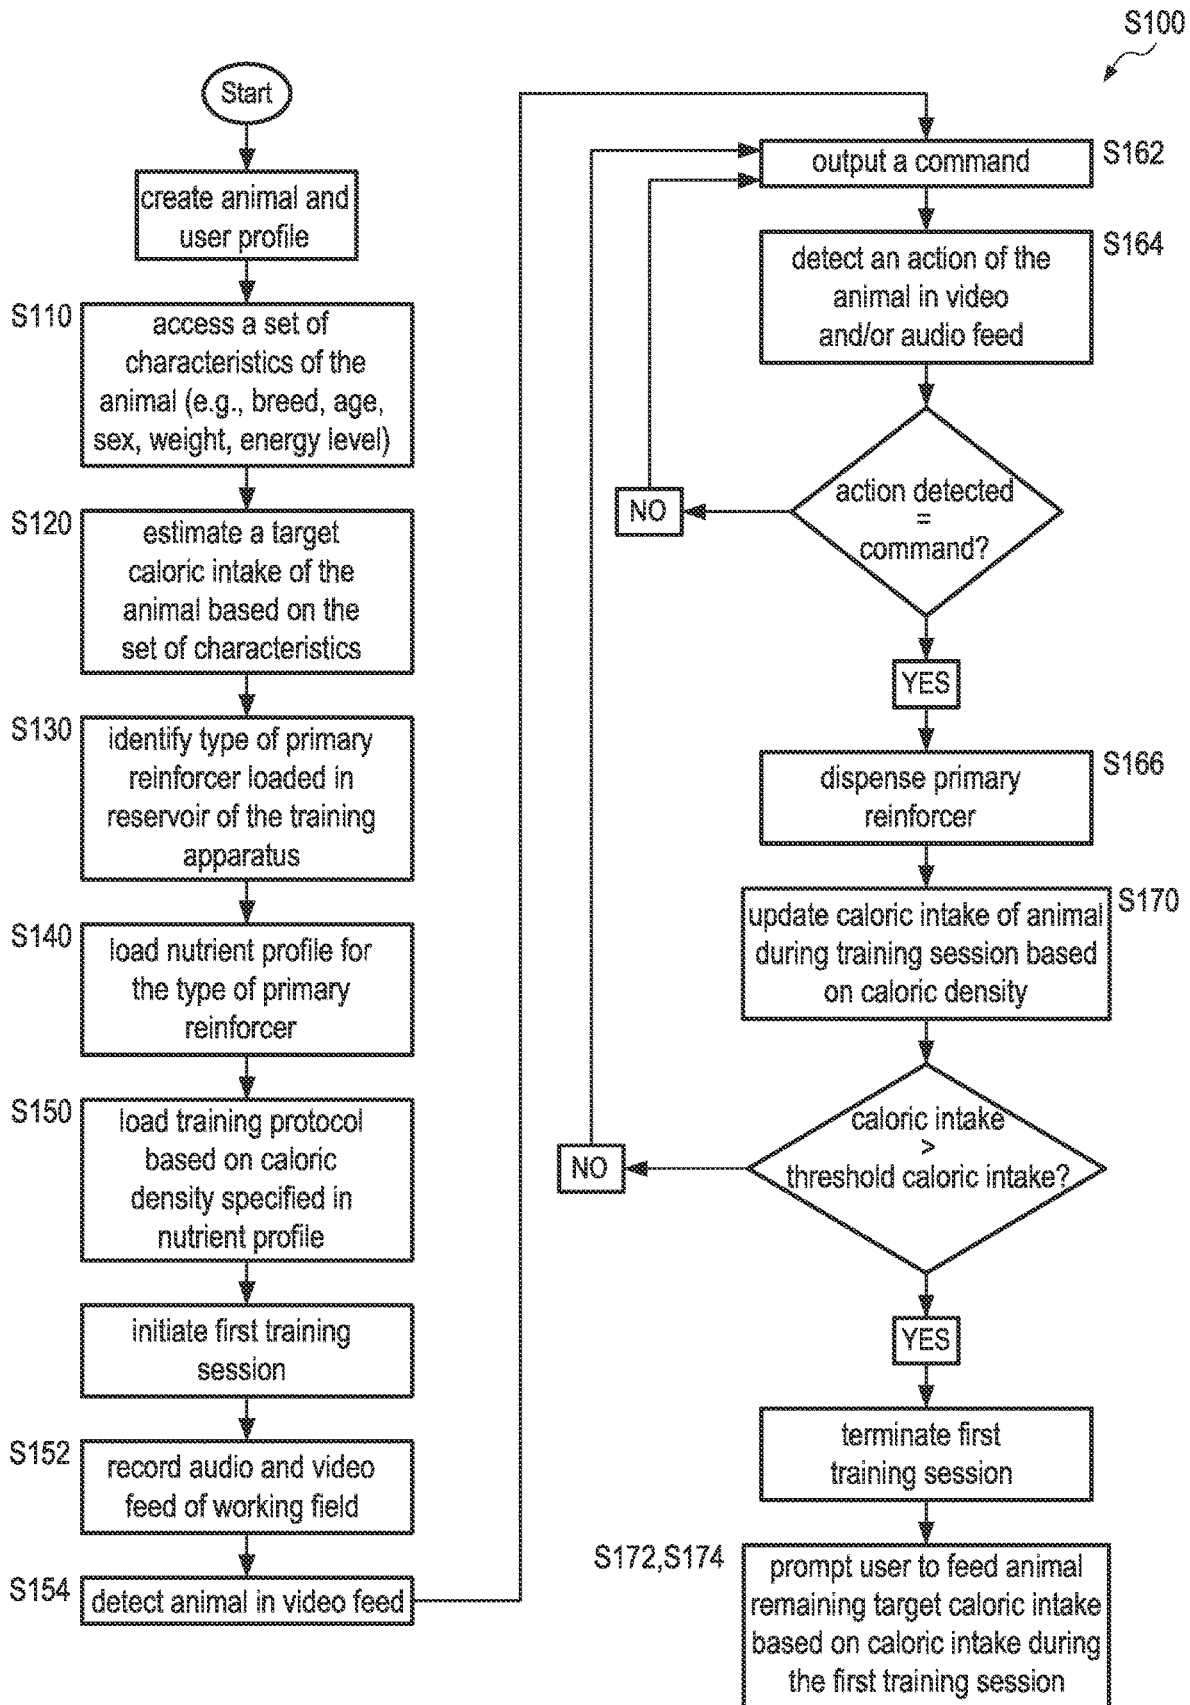 S100
Start
create animal and
user profile
S110
access a set of
characteristics of the
animal (e.g., breed, age,
sex, weight, energy level)
S120
estimate a target
caloric intake of the
animal based on the
set of characteristics
S130
identify type of primary
reinforcer loaded in
reservoir of the training
apparatus
S140
load nutrient profile for
the type of primary
reinforcer
S150
load training protocol
based on caloric
density specified in
nutrient profile
initiate first training
session
S152
record audio and video
feed of working field
S154
detect animal in video feed
output a command
S162
detect an action of the
animal in video
and/or audio feed
S164
action detected
=
command?
NO
YES
dispense primary
reinforcer
S166
update caloric intake of animal
during training session based
on caloric density
S170
caloric intake
>
threshold caloric intake?
NO
YES
terminate first
training session
S172,S174
prompt user to feed animal
remaining target caloric intake
based on caloric intake during
the first training session